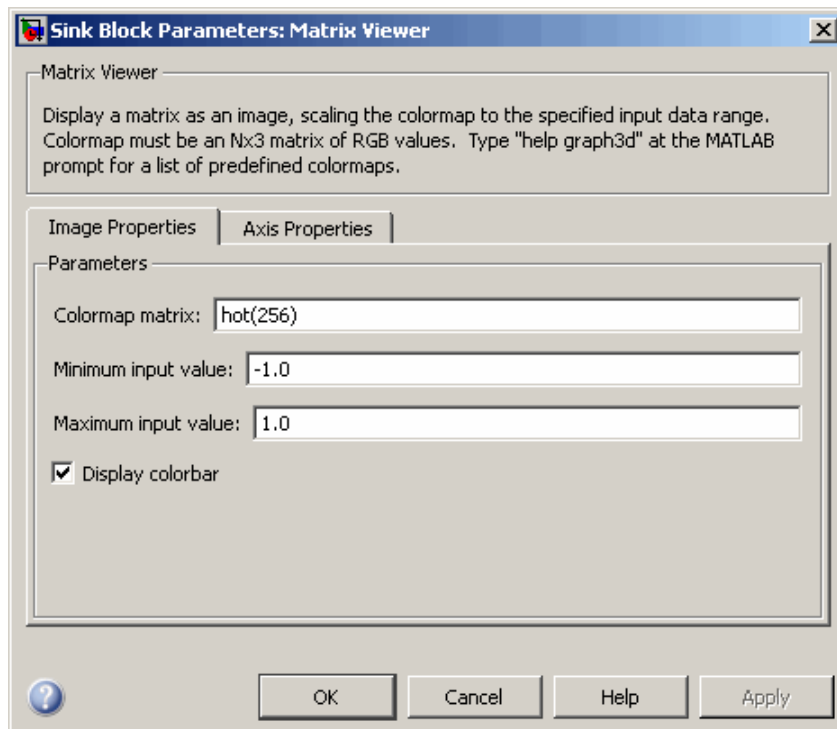 Sink Block Parameters: Matrix Viewer
Matrix Viewer
Display a matrix as an image, scaling the colormap to the specified input data range.
Colormap must be an Nx3 matrix of RGB values.  Type "help graph3d" at the MATLAB
prompt for a list of predefined colormaps.
Image Properties
Axis Properties
Parameters
Colormap matrix: hot(256)
Minimum input value: -1.0
Maximum input value: 1.0
Display colorbar
?
OK
Cancel
Help
Apply